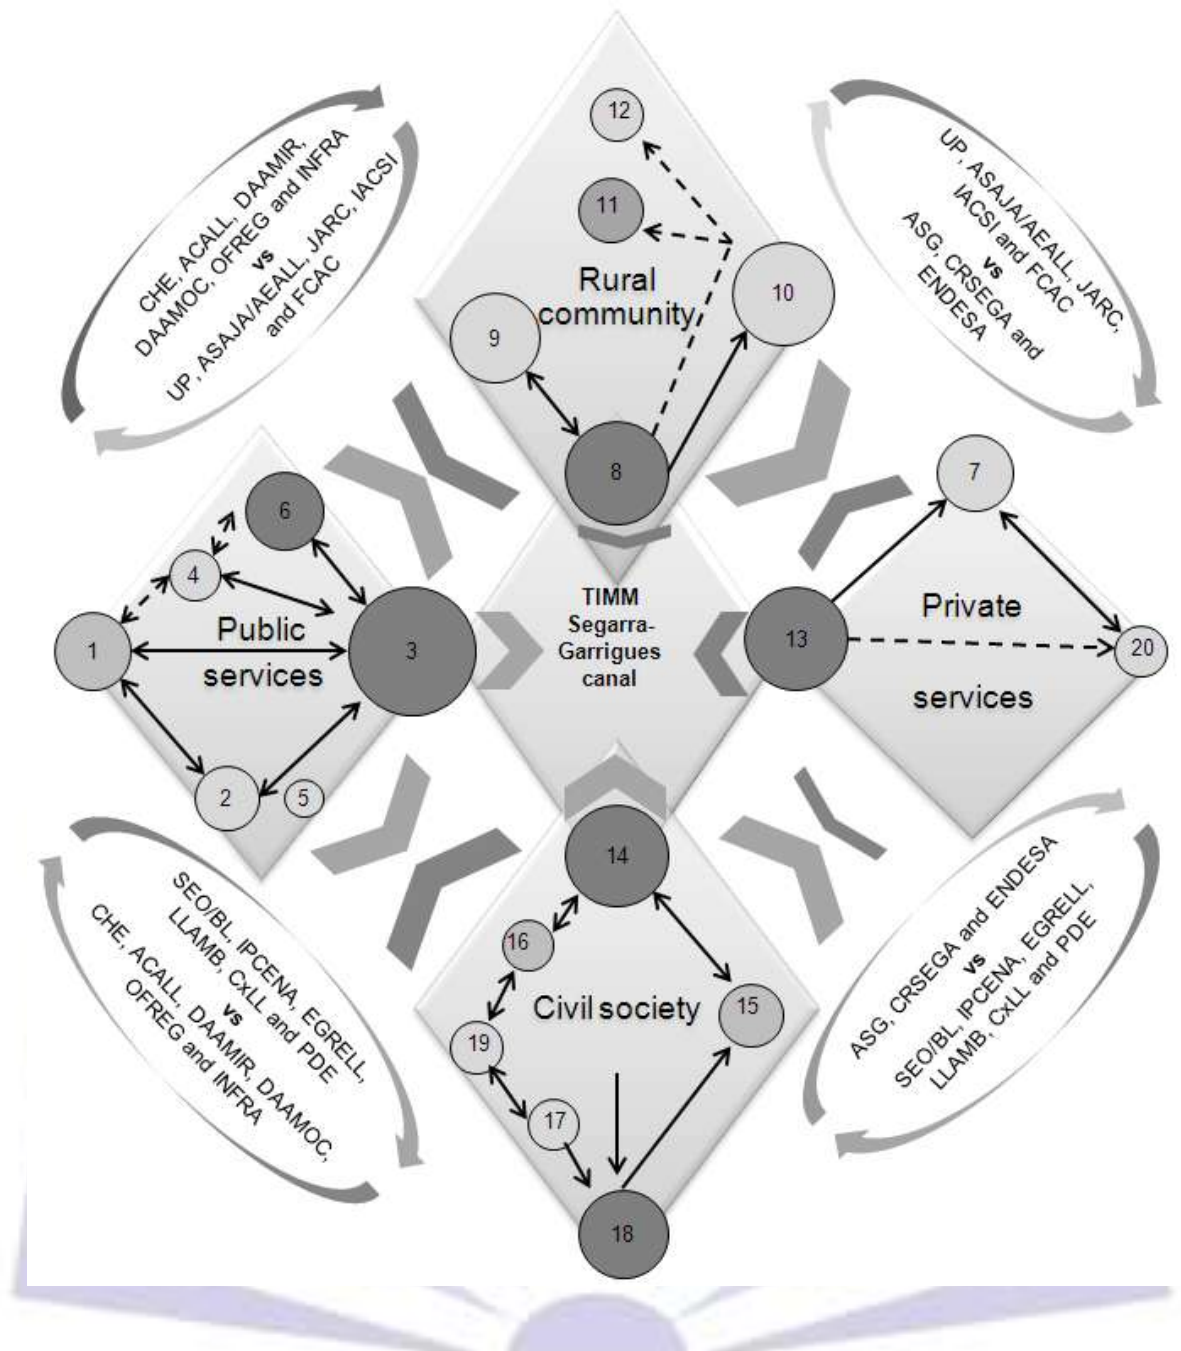 CHE, ACALL, DAAMIR,
DAAMOC, OFREG and INFRA
vs
UP, ASAJA/AEALL, JARC, IACSI
and FCAC
UP, ASAJA/AEALL, JARC,
IACSI and FCAC
vs
ASG, CRSEGA and
ENDESA
12
11
Rural
community
10
9
8
6
4
1
Public
services
3
2
5
TIMM
Segarra-
Garrigues
canal
7
13
Private
services
20
14
16
Civil society
15
19
17
18
SEO/BL, IPCENA, EGRELL,
LLAMB, CxLL and PDE
vs
CHE, ACALL, DAAMIR, DAAMOC,
OFREG and INFRA
ASG, CRSEGA and ENDESA
vs
SEO/BL, IPCENA, EGRELL,
LLAMB, CxLL and PDE